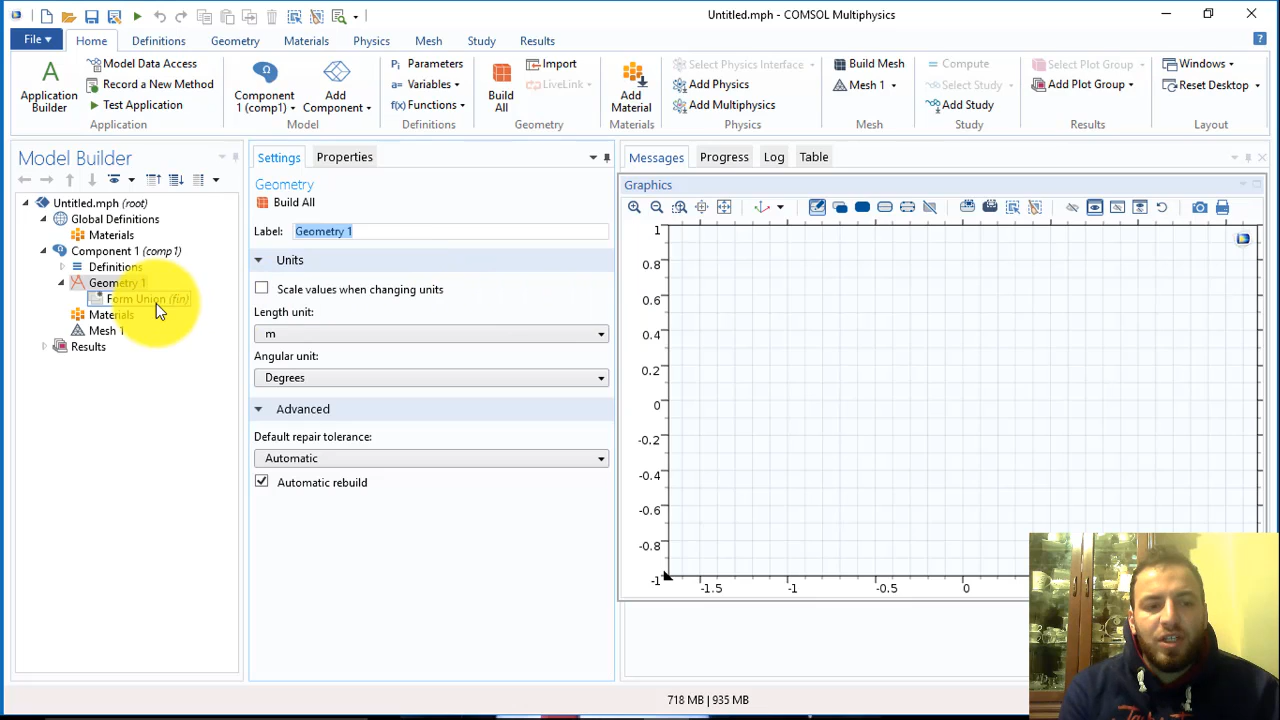 Untitled.mph - COMSOL Multiphysics
File
Home
Definitions
Geometry
Materials
Physics
Mesh
Study
Results
Application Builder
Model Data Access
Record a New Method
Test Application
Application
Component 1 (comp1)
Add Component
Model
Pi Parameters
a= Variables
f(x) Functions
Definitions
Build All
Import
LiveLink
Geometry
Add Material
Materials
Select Physics Interface
Add Physics
Add Multiphysics
Physics
Build Mesh
Mesh 1
Mesh
Compute
Select Study
Add Study
Study
Select Plot Group
Add Plot Group
Results
Windows
Reset Desktop
Layout
Model Builder
Untitled.mph (root)
Global Definitions
Materials
Component 1 (comp1)
Definitions
Geometry 1
Form Union (fin)
Materials
Mesh 1
Results
Settings
Properties
Geometry
Build All
Label: Geometry 1
Units
Scale values when changing units
Length unit:
m
Angular unit:
Degrees
Advanced
Default repair tolerance:
Automatic
Automatic rebuild
Messages
Progress
Log
Table
Graphics
1
0.8
0.6
0.4
0.2
0
-0.2
-0.4
-0.6
-0.8
-1
-1.5
-1
-0.5
0
718 MB | 935 MB